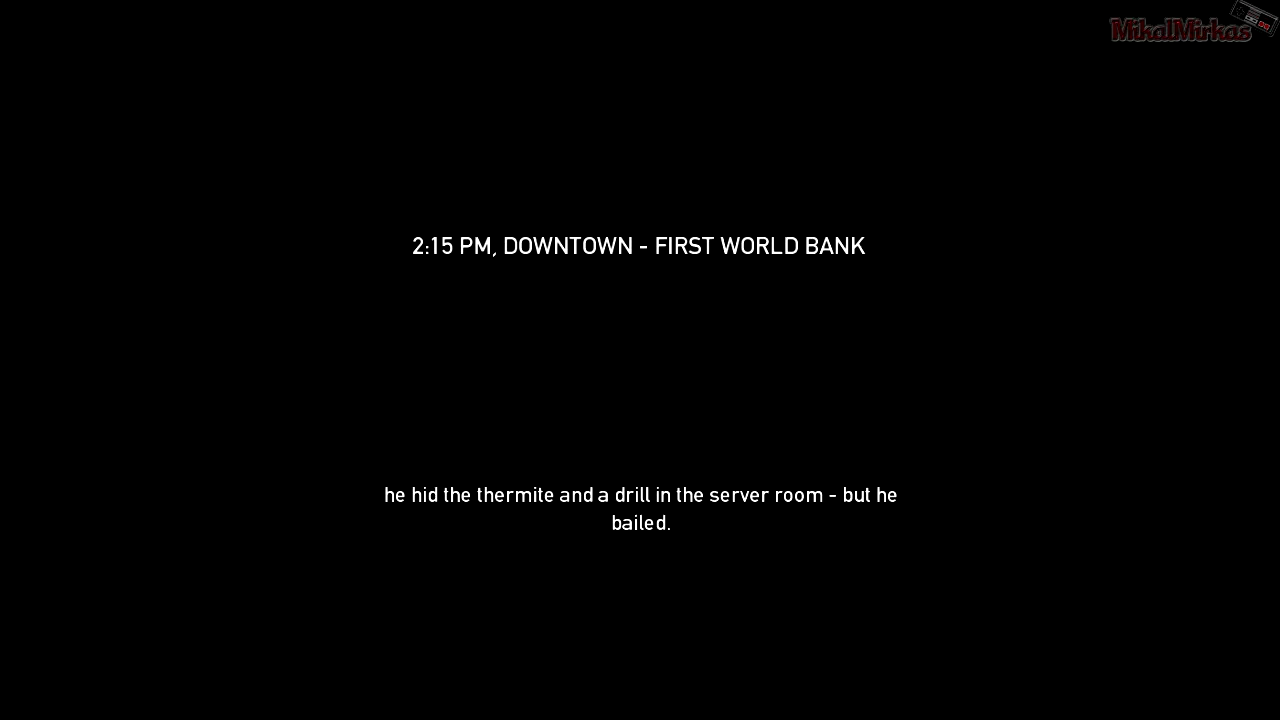 MikalMirkas
2:15 PM, DOWNTOWN - FIRST WORLD BANK
he hid the thermite and a drill in the server room - but he
bailed.